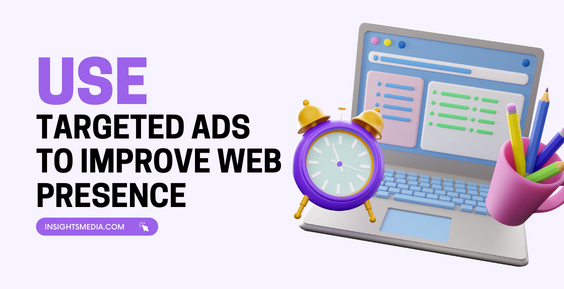 USE
TARGETED ADS
TO IMPROVE WEB
PRESENCE
INSIGHTSMEDIA.COM